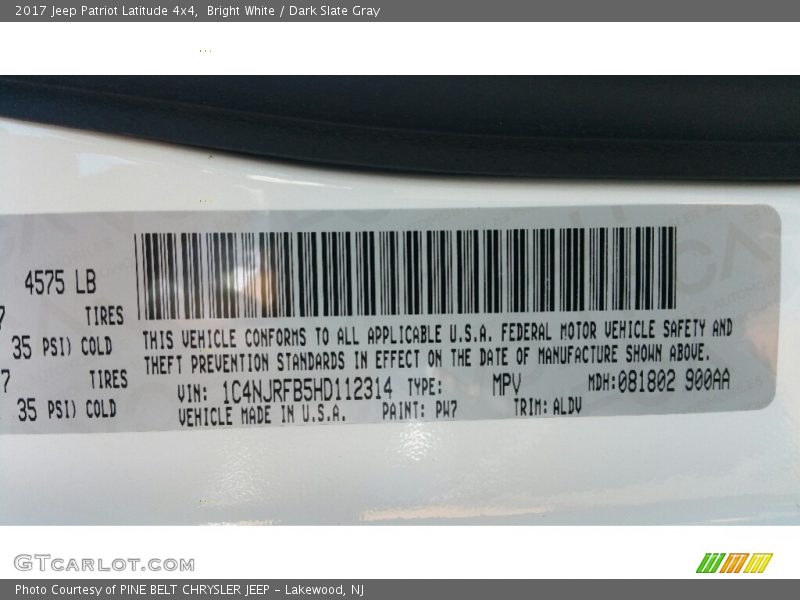 2017 Jeep Patriot Latitude 4x4,  Bright White / Dark Slate Gray
4575 LB
7 TIRES
35 PSI) COLD
7 TIRES
35 PSI) COLD
THIS VEHICLE CONFORMS TO ALL APPLICABLE U.S.A. FEDERAL MOTOR VEHICLE SAFETY AND
THEFT PREVENTION STANDARDS IN EFFECT ON THE DATE OF MANUFACTURE SHOWN ABOVE.
VIN: 1C4NJRFB5HD112314 TYPE: MPV MDH:081802 900AA
VEHICLE MADE IN U.S.A. PAINT: PW7 TRIM: ALDV
GTCarLot.com
Photo Courtesy of PINE BELT CHRYSLER JEEP - Lakewood, NJ